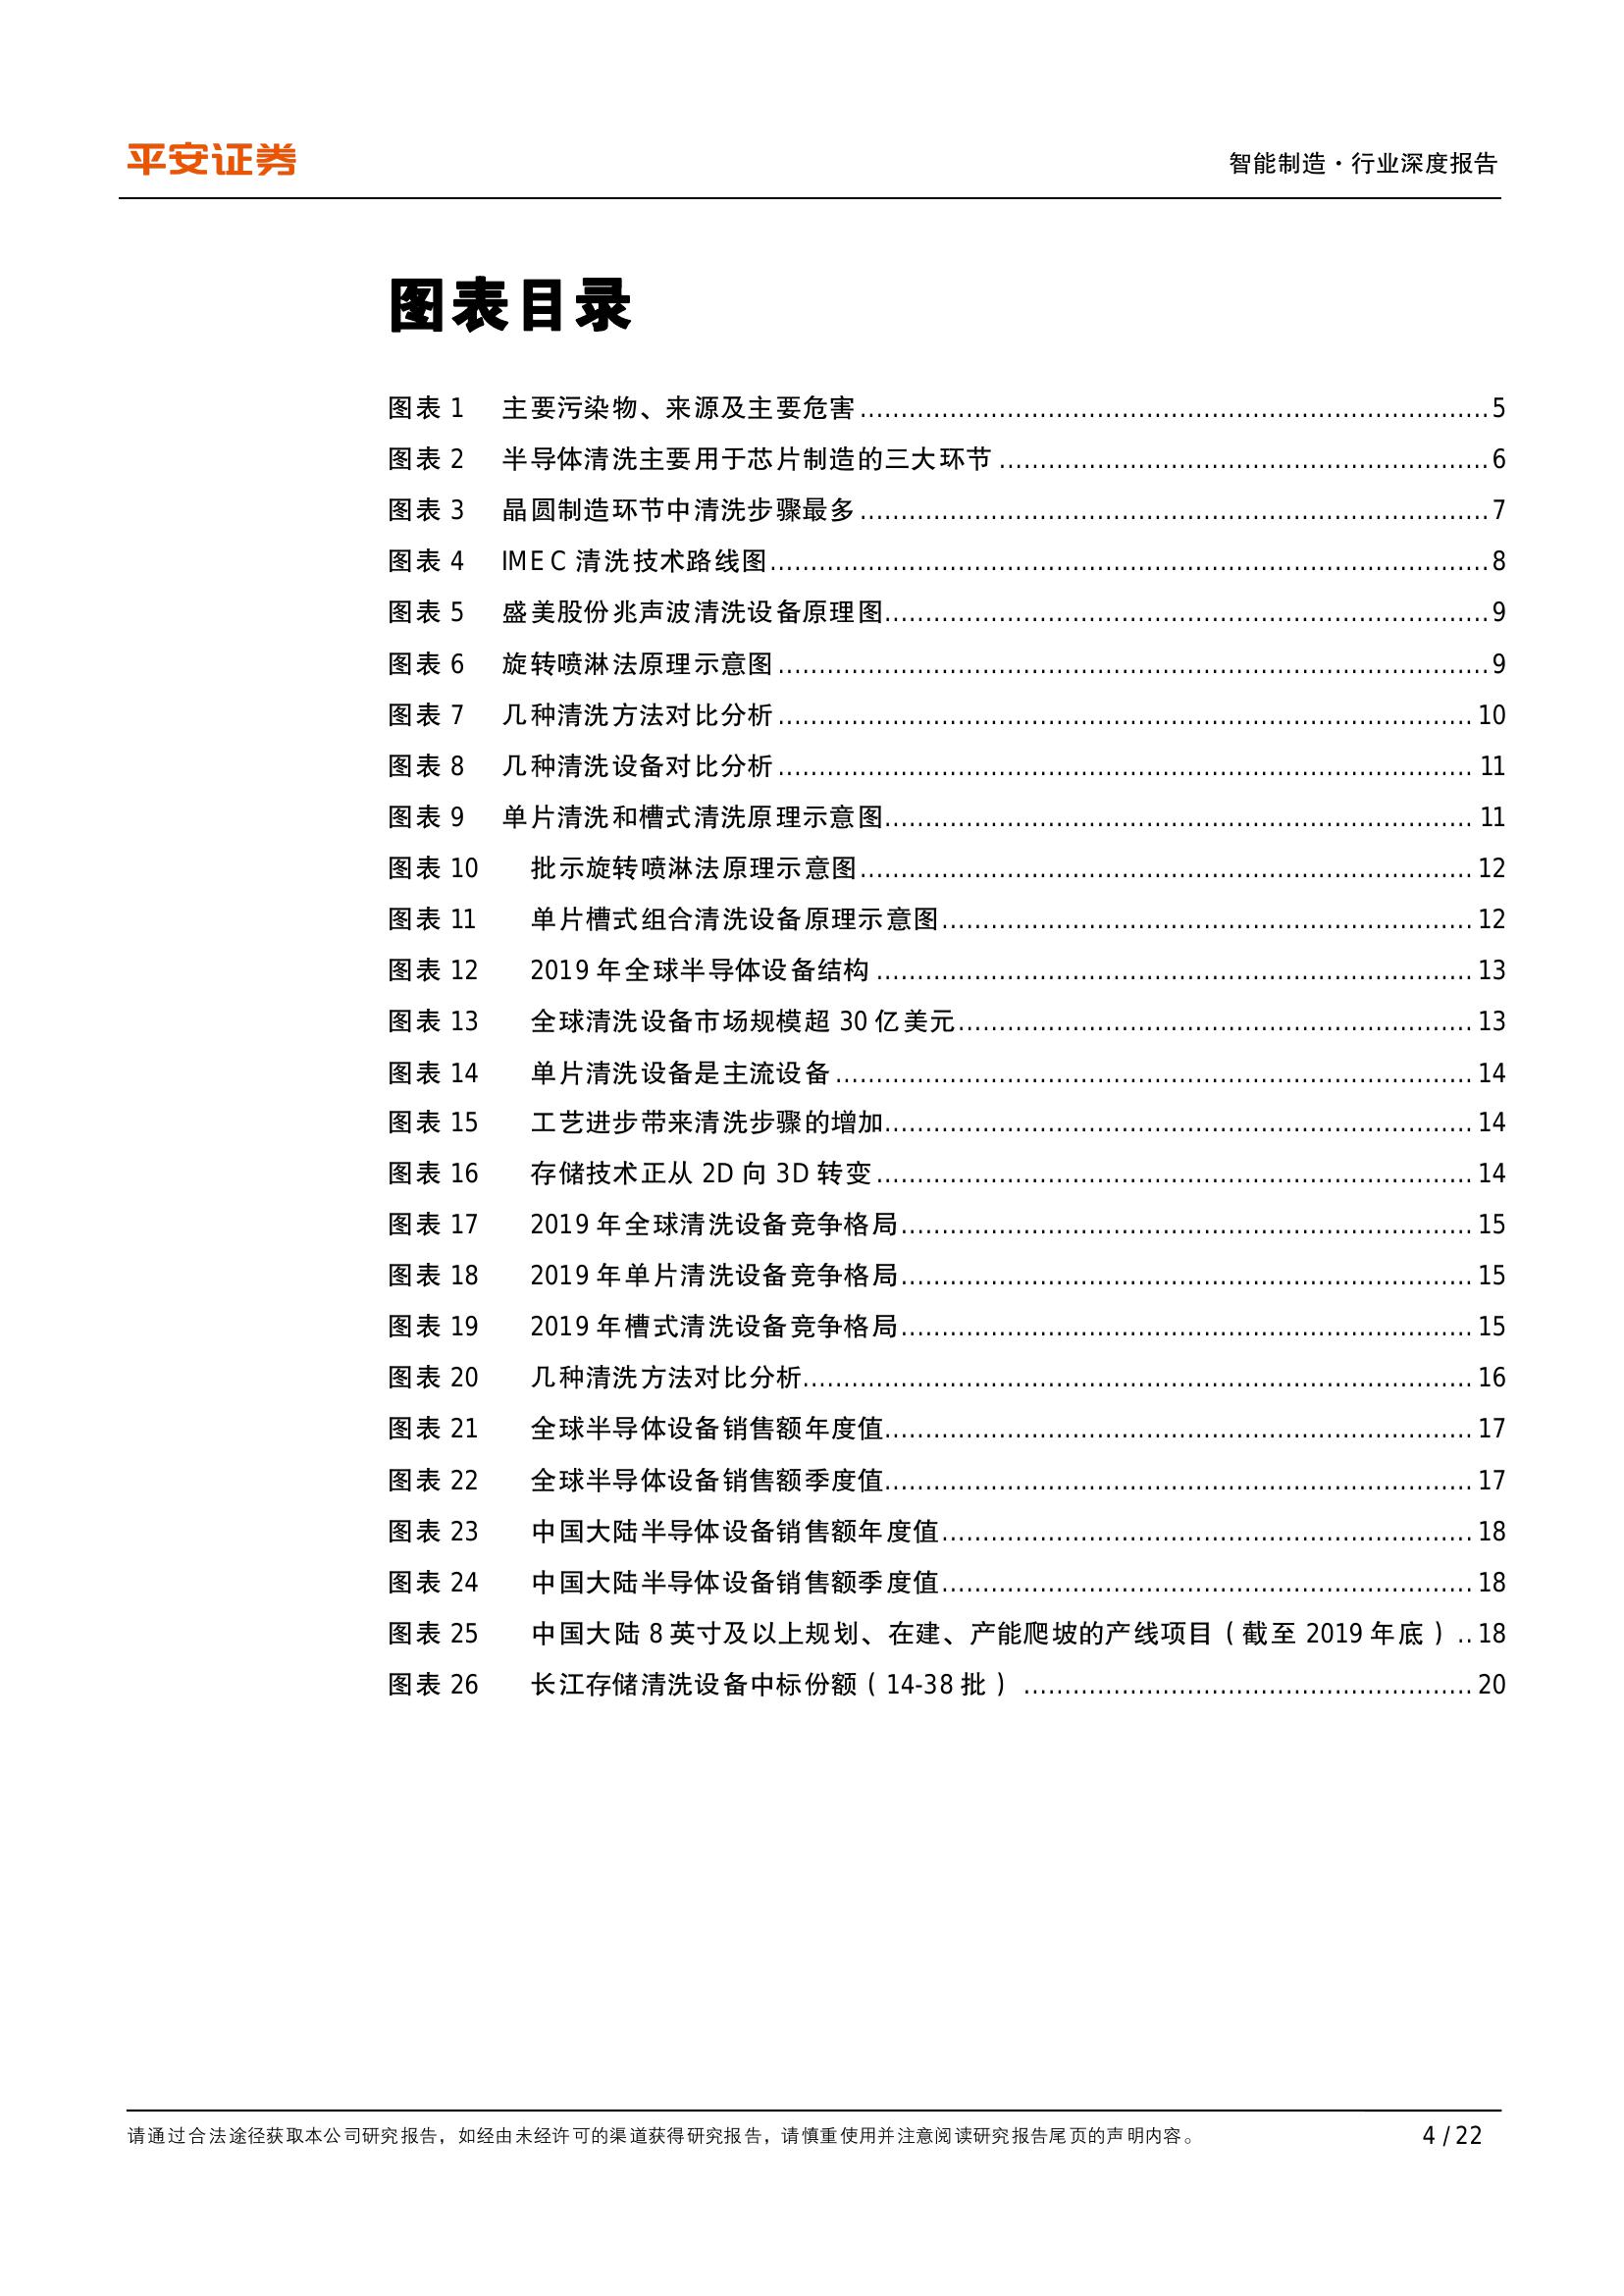 平安证券
智能制造·行业深度报告
图表目录
图表 1 主要污染物、来源及主要危害 5
图表 2 半导体清洗主要用于芯片制造的三大环节 6
图表 3 晶圆制造环节中清洗步骤最多 7
图表 4 IMEC 清洗技术路线图 8
图表 5 盛美股份兆声波清洗设备原理图 9
图表 6 旋转喷淋法原理示意图 9
图表 7 几种清洗方法对比分析 10
图表 8 几种清洗设备对比分析 11
图表 9 单片清洗和槽式清洗原理示意图 11
图表 10 批示旋转喷淋法原理示意图 12
图表 11 单片槽式组合清洗设备原理示意图 12
图表 12 2019 年全球半导体设备结构 13
图表 13 全球清洗设备市场规模超 30 亿美元 13
图表 14 单片清洗设备是主流设备 14
图表 15 工艺进步带来清洗步骤的增加 14
图表 16 存储技术正从 2D 向 3D 转变 14
图表 17 2019 年全球清洗设备竞争格局 15
图表 18 2019 年单片清洗设备竞争格局 15
图表 19 2019 年槽式清洗设备竞争格局 15
图表 20 几种清洗方法对比分析 16
图表 21 全球半导体设备销售额年度值 17
图表 22 全球半导体设备销售额季度值 17
图表 23 中国大陆半导体设备销售额年度值 18
图表 24 中国大陆半导体设备销售额季度值 18
图表 25 中国大陆 8 英寸及以上规划、在建、产能爬坡的产线项目（截至 2019 年底） 18
图表 26 长江存储清洗设备中标份额（14-38 批） 20
请通过合法途径获取本公司研究报告，如经由未经许可的渠道获得研究报告，请慎重使用并注意阅读研究报告尾页的声明内容。 4 / 22